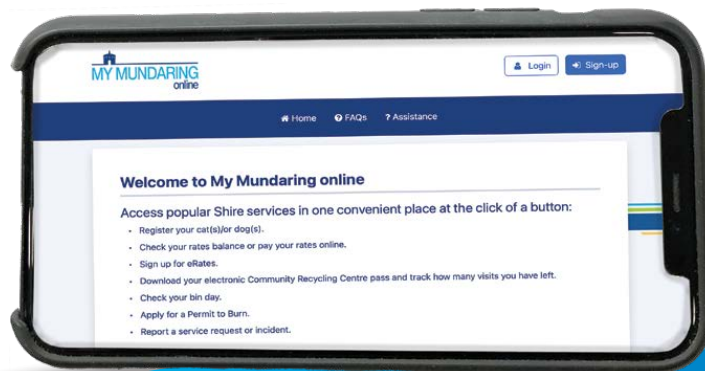 MY MUNDARING
online
Login
Sign-up
Home
FAQs
? Assistance
Welcome to My Mundaring online
Access popular Shire services in one convenient place at the click of a button:
• Register your cat(s)/or dog(s).
• Check your rates balance or pay your rates online.
• Sign up for eRates.
• Download your electronic Community Recycling Centre pass and track how many visits you have left.
• Check your bin day.
• Apply for a Permit to Burn.
• Report a service request or incident.